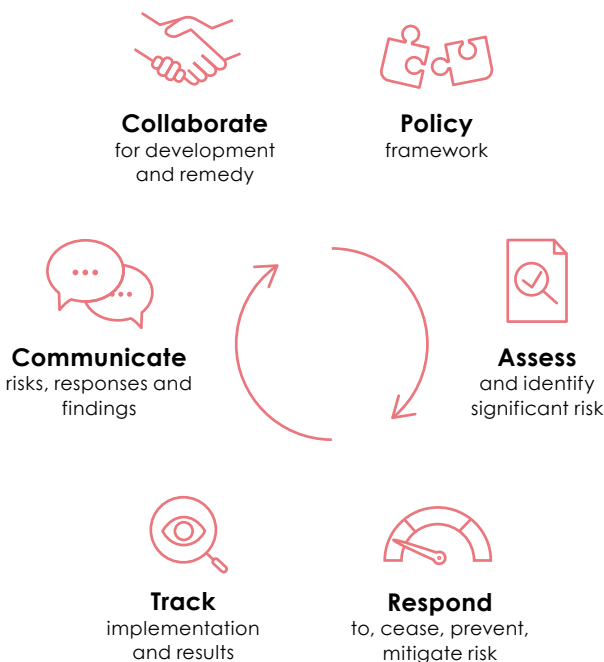 Collaborate
for development
and remedy
Policy
framework
Communicate
risks, responses and
findings
Assess
and identify
significant risk
Track
implementation
and results
Respond
to, cease, prevent,
mitigate risk